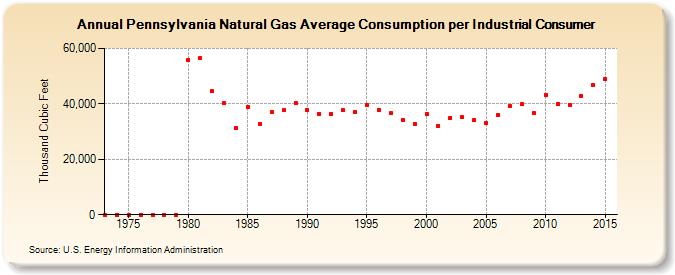 Annual Pennsylvania Natural Gas Average Consumption per Industrial Consumer
Thousand Cubic Feet
60,000
40,000
20,000
0
1975 1980 1985 1990 1995 2000 2005 2010 2015
Source: U.S. Energy Information Administration